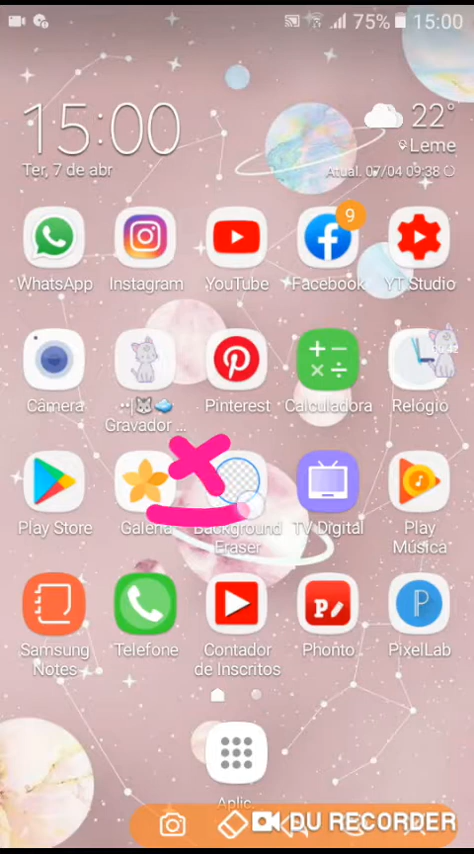 75% 15:00
15:00
22°
Leme
Ter, 7 de abr
Atual. 07/04 09:38
9
WhatsApp Instagram YouTube Facebook YT Studio
Câmera Gravador ... Pinterest Calculadora Relógio
Play Store Galeria Background Eraser TV Digital Play Música
P
P
Samsung Notes Telefone Contador de Inscritos Phonto PixelLab
Aplic.
DU RECORDER